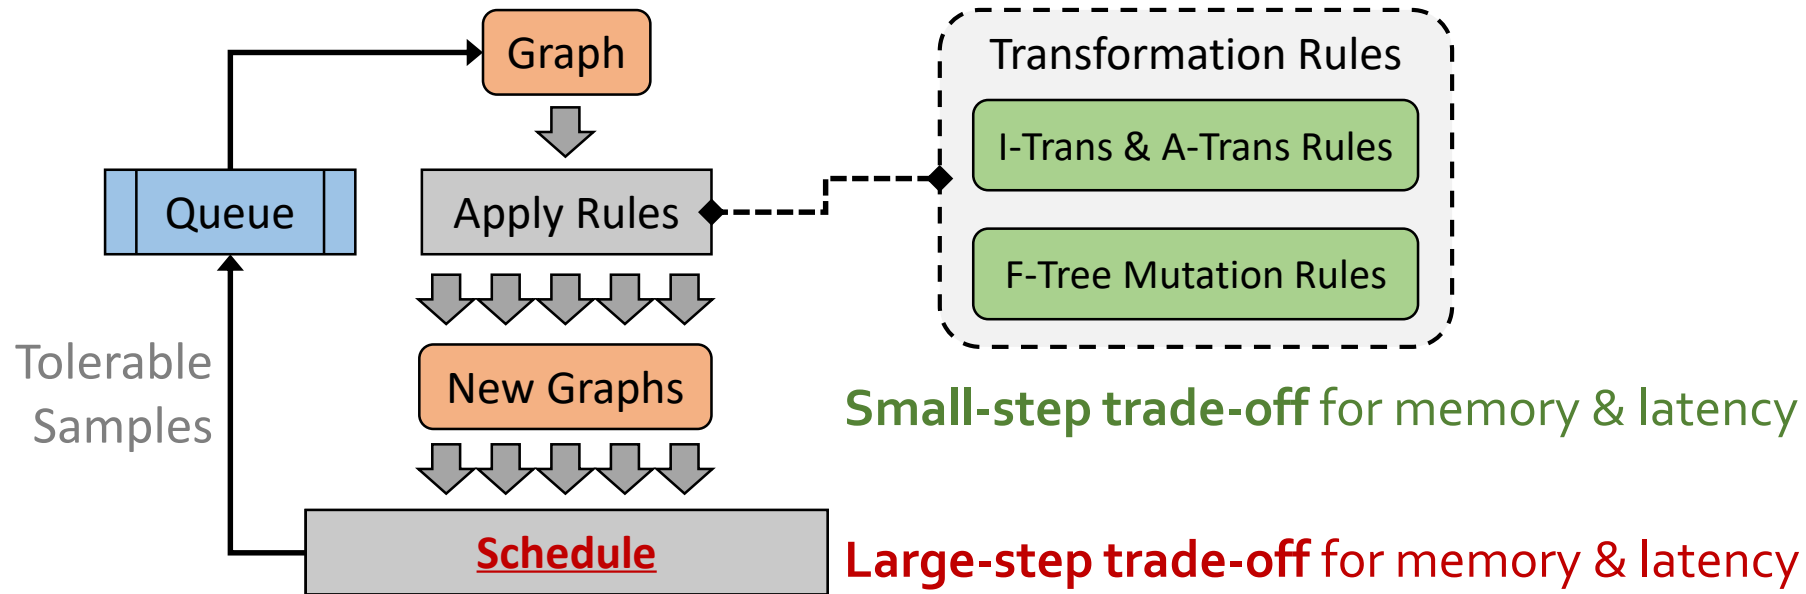 Graph
Transformation Rules
I-Trans & A-Trans Rules
Queue
Apply Rules
F-Tree Mutation Rules
Tolerable
Samples
New Graphs
Small-step trade-off for memory & latency
Schedule
Large-step trade-off for memory & latency